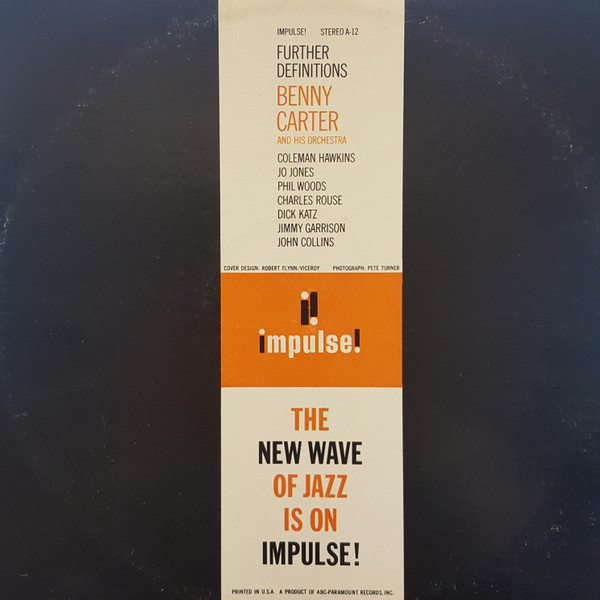 IMPULSE! STEREO A-12
FURTHER
DEFINITIONS
BENNY
CARTER
AND HIS ORCHESTRA
COLEMAN HAWKINS
JO JONES
PHIL WOODS
CHARLES ROUSE
DICK KATZ
JIMMY GARRISON
JOHN COLLINS
COVER DESIGN: ROBERT FLYNN/VICEROY PHOTOGRAPH: PETE TURNER
i!
impulse!
THE
NEW WAVE
OF JAZZ
IS ON
IMPULSE!
PRINTED IN U.S.A. A PRODUCT OF ABC-PARAMOUNT RECORDS, INC.